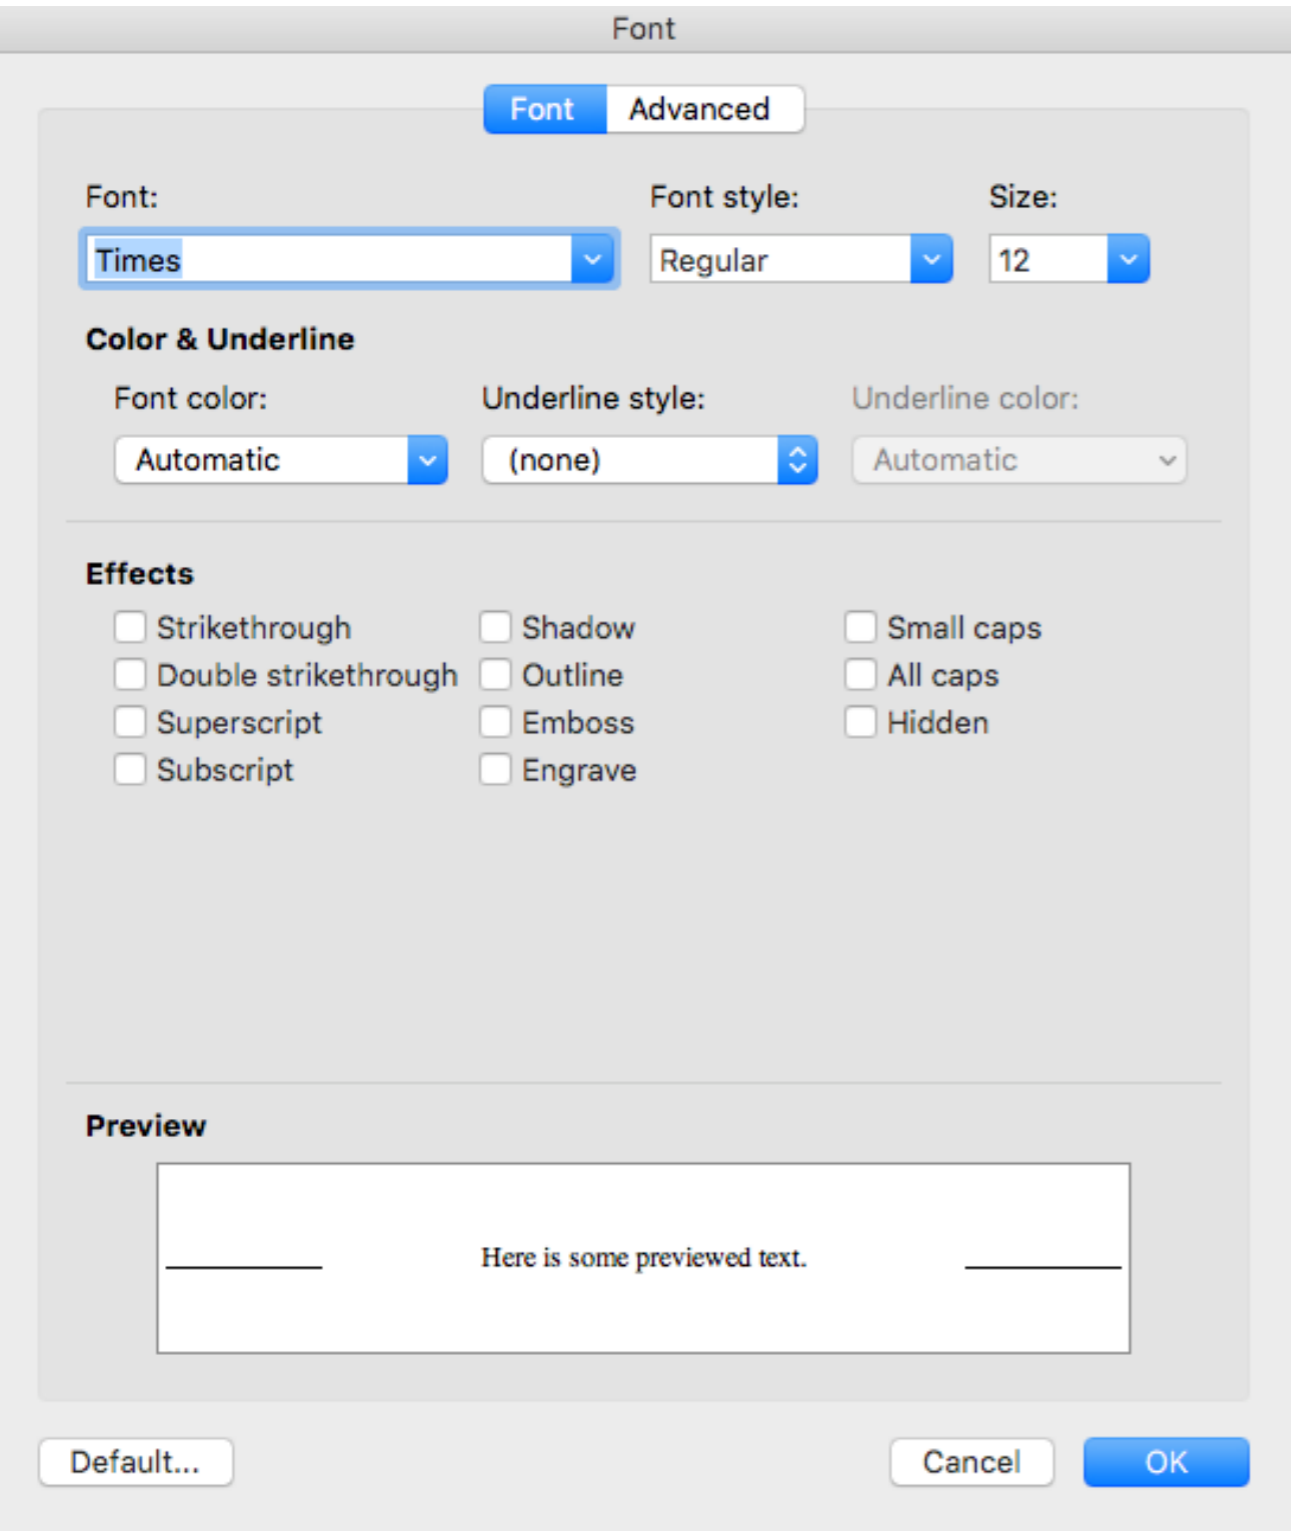 Font
Font Advanced
Font: Font style: Size:
Times Regular 12
Color & Underline
Font color: Underline style: Underline color:
Automatic (none) Automatic
Effects
Strikethrough Shadow Small caps
Double strikethrough Outline All caps
Superscript Emboss Hidden
Subscript Engrave
Preview
Here is some previewed text.
Default... Cancel OK